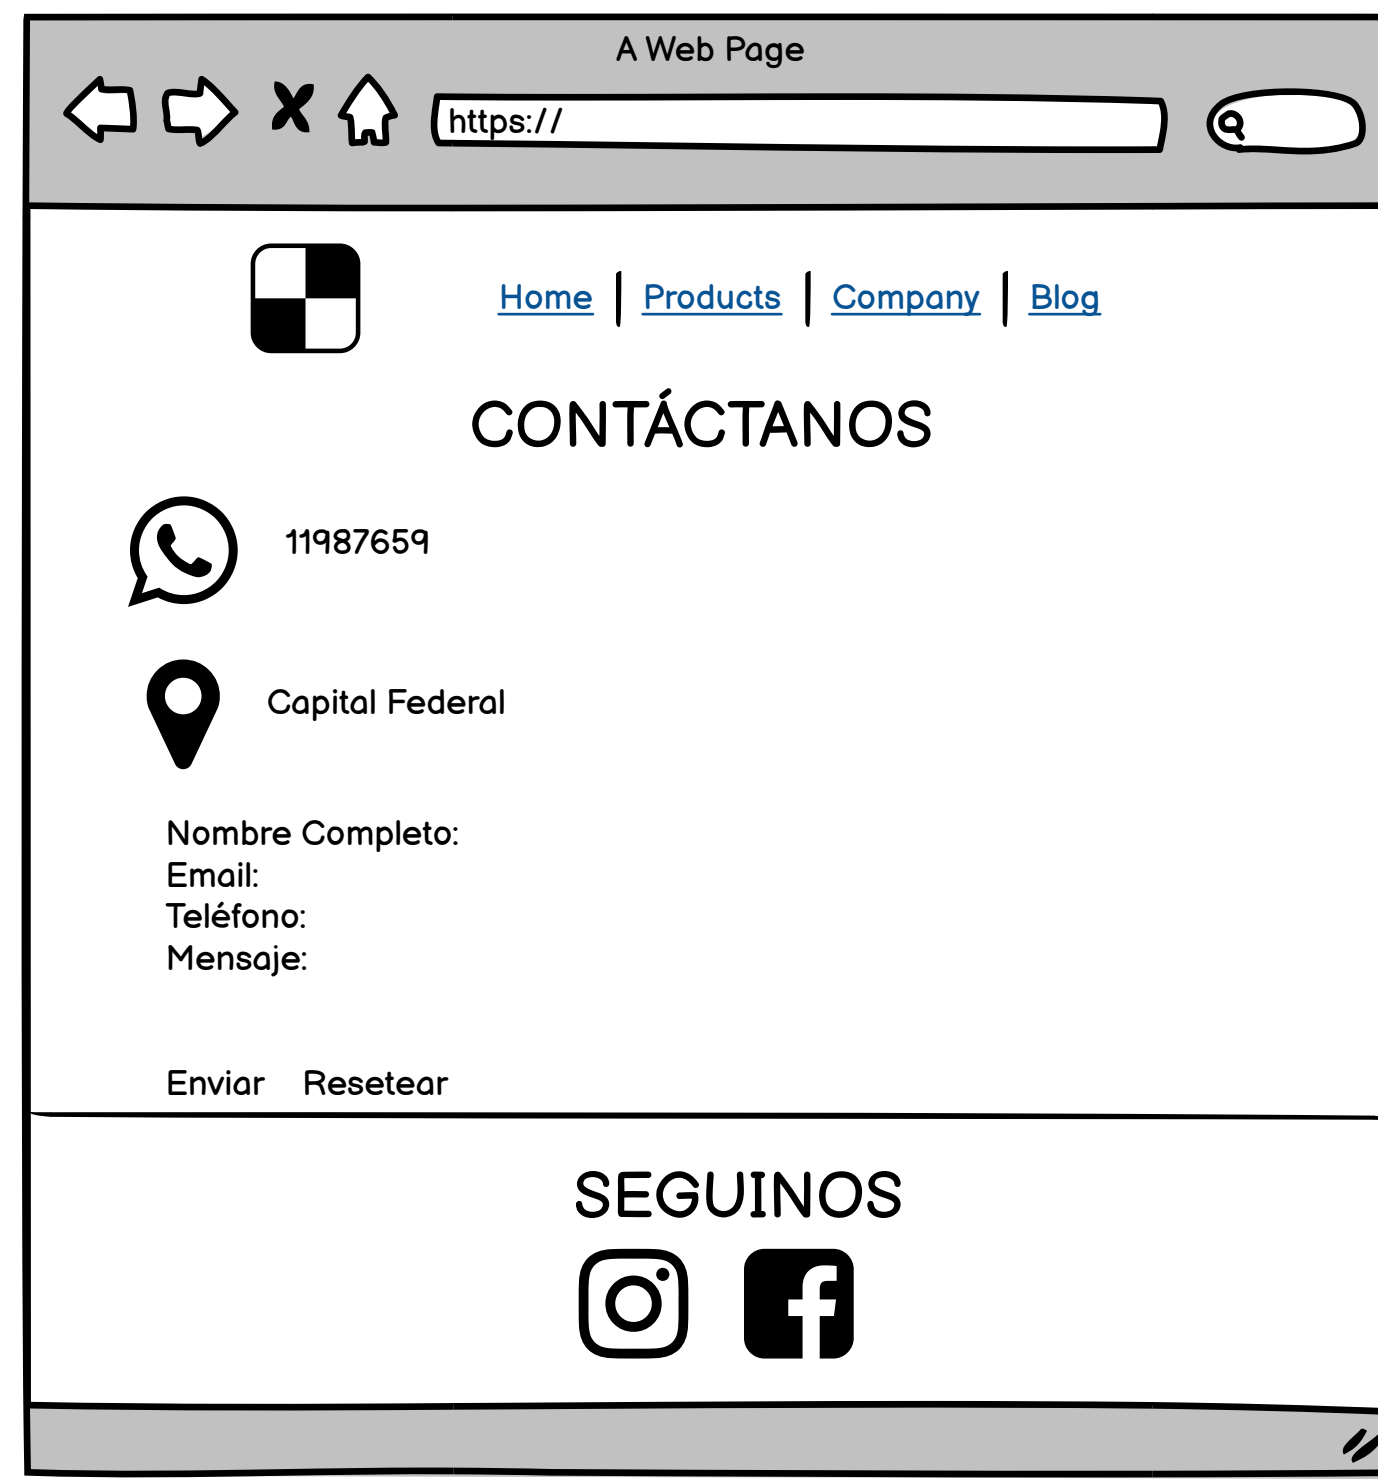 A Web Page
https://
Home Products Company Blog
CONTÁCTANOS
11987659
Capital Federal
Nombre Completo:
Email:
Teléfono:
Mensaje:
Enviar Resetear
SEGUINOS